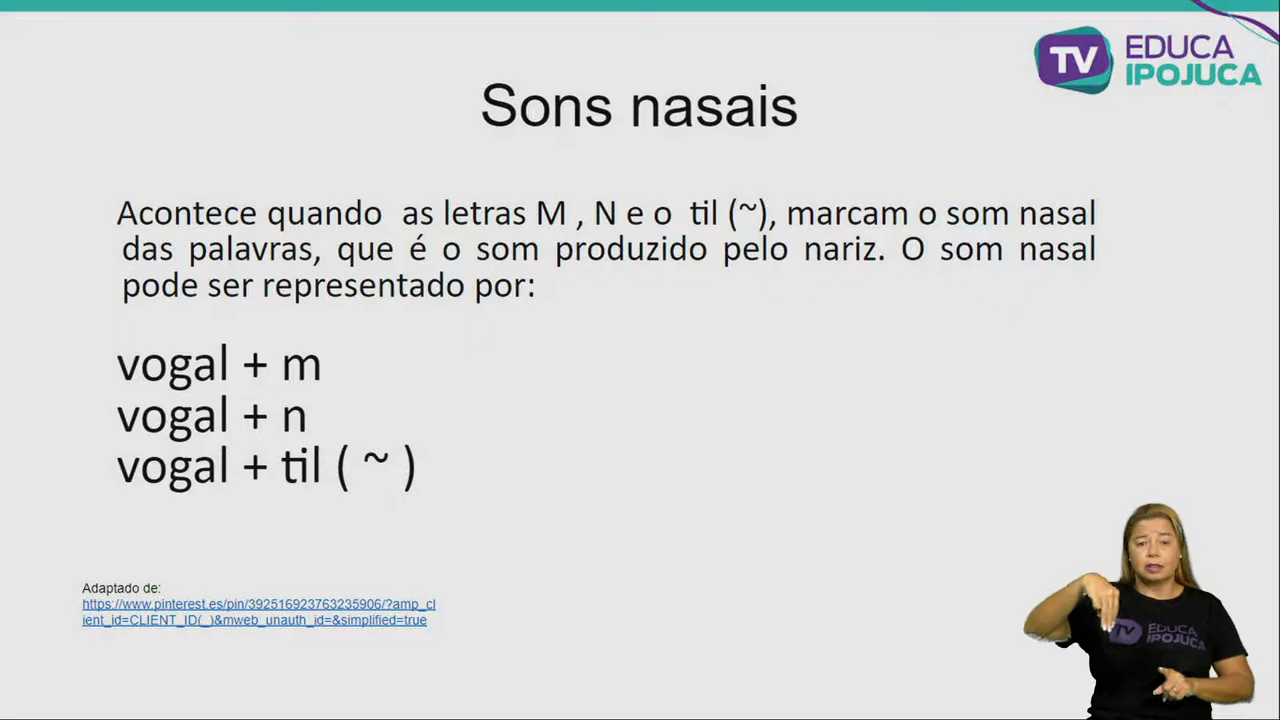 TV EDUCA
IPOJUCA
Sons nasais
Acontece quando as letras M , N e o til (~), marcam o som nasal
das palavras, que é o som produzido pelo nariz. O som nasal
pode ser representado por:
vogal + m
vogal + n
vogal + til ( ~ )
Adaptado de:
https://www.pinterest.es/pin/392516923763235906/?amp_cl
ient_id=CLIENT_ID(_)&mweb_unauth_id=&simplified=true
TV EDUCA
IPOJUCA